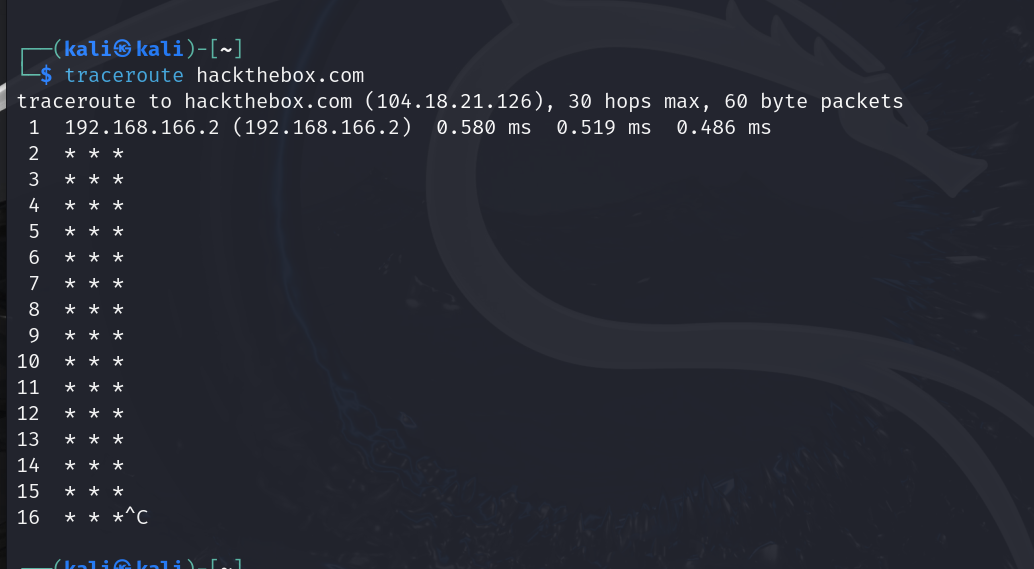 ┌──(kali㉿kali)-[~]
└─$ traceroute hackthebox.com
traceroute to hackthebox.com (104.18.21.126), 30 hops max, 60 byte packets
 1  192.168.166.2 (192.168.166.2)  0.580 ms  0.519 ms  0.486 ms
 2  * * *
 3  * * *
 4  * * *
 5  * * *
 6  * * *
 7  * * *
 8  * * *
 9  * * *
10  * * *
11  * * *
12  * * *
13  * * *
14  * * *
15  * * *
16  * * *^C
┌──(kali㉿kali)-[~]